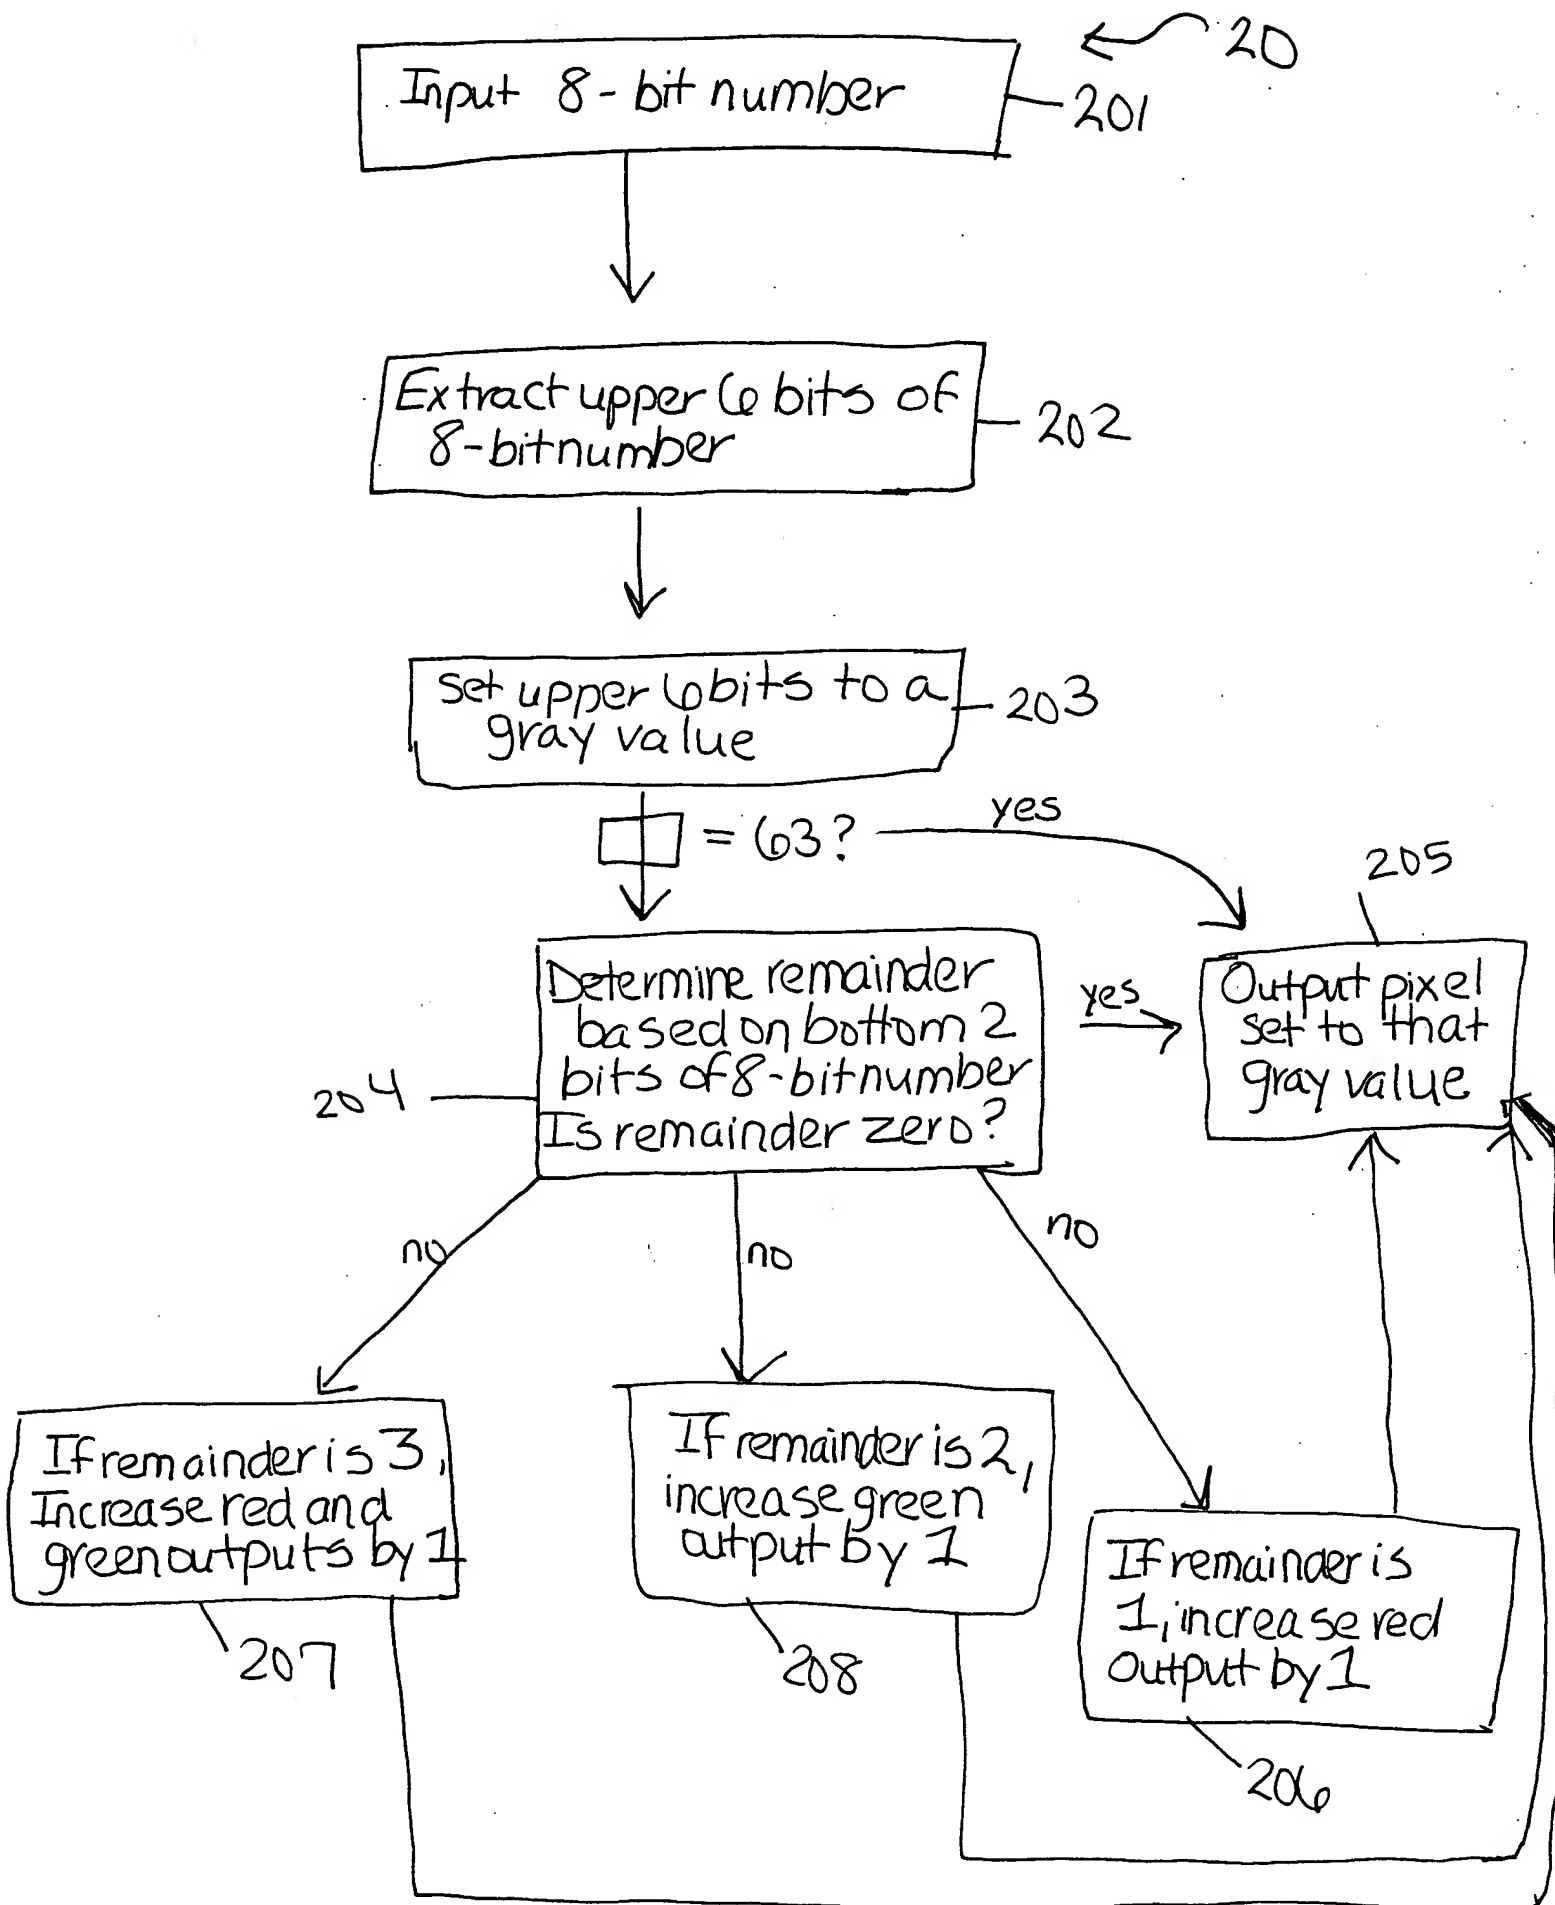 20
Input 8-bit number
201
Extract upper 6 bits of
8-bit number
202
Set upper 6 bits to a
gray value
203
= 63?
yes
205
Determine remainder
based on bottom 2
bits of 8-bit number
Is remainder zero?
204
yes
Output pixel
set to that
gray value
no
no
no
If remainder is 3,
Increase red and
green outputs by 1
207
If remainder is 2,
increase green
output by 1
208
If remainder is
1, increase red
output by 1
206